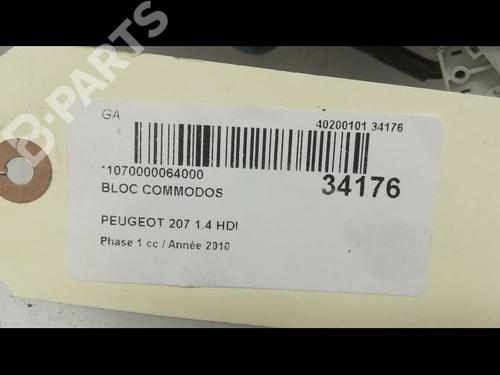 B-PARTS
GA
40200101 34176
*1070000064000
34176
BLOC COMMODOS
PEUGEOT 207 1.4 HDI
Phase 1 cc / Année 2010